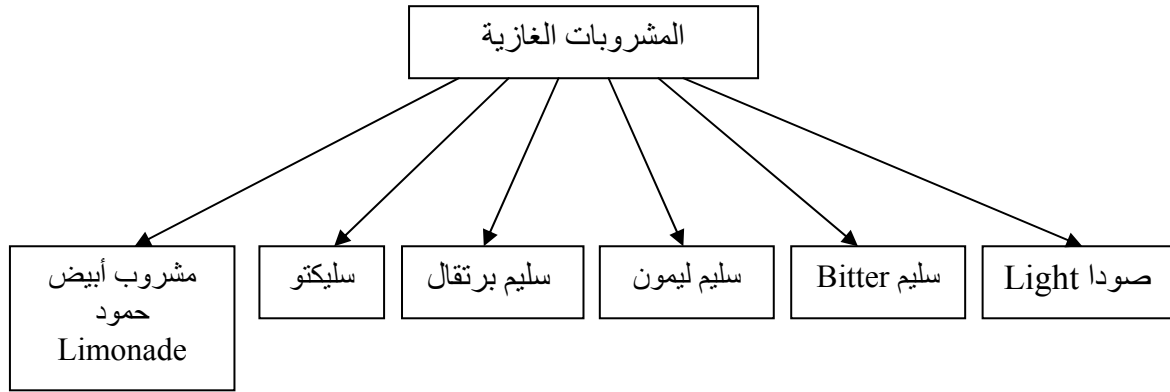 المشروبات الغازية
صودا Light
سليم Bitter
سليم ليمون
سليم برتقال
سليكتو
مشروب أبيض
حمود
Limonade